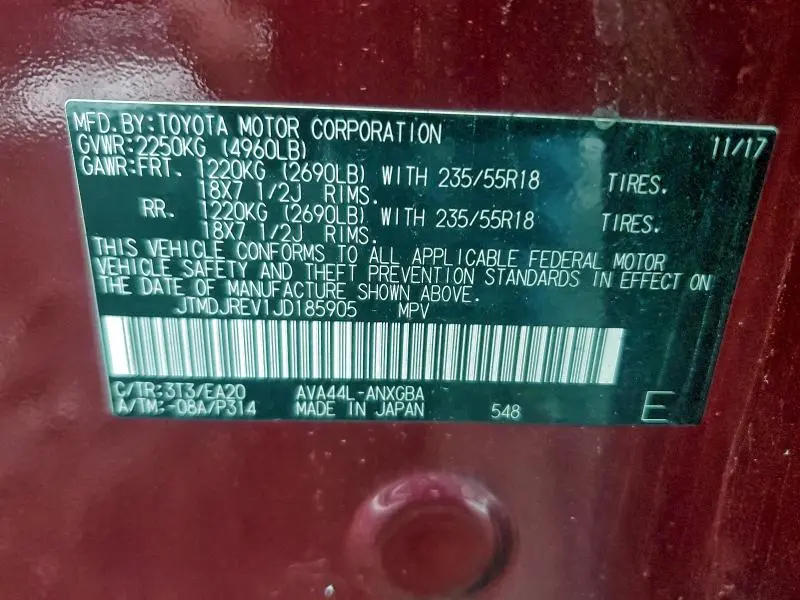 MFD. BY: TOYOTA MOTOR CORPORATION 11/17
GVWR: 2250KG (4960LB)
GAWR: FRT. 1220KG (2690LB) WITH 235/55R18 TIRES.
18X7 1/2J RIMS.
RR. 1220KG (2690LB) WITH 235/55R18 TIRES.
18X7 1/2J RIMS.
THIS VEHICLE CONFORMS TO ALL APPLICABLE FEDERAL MOTOR
VEHICLE SAFETY AND THEFT PREVENTION STANDARDS IN EFFECT ON
THE DATE OF MANUFACTURE SHOWN ABOVE.
JTMDJREV1JD185905 MPV
C/TR: 3T3/EA20 AVA44L-ANXGBA
A/TM: -08A/P314 MADE IN JAPAN 548 E